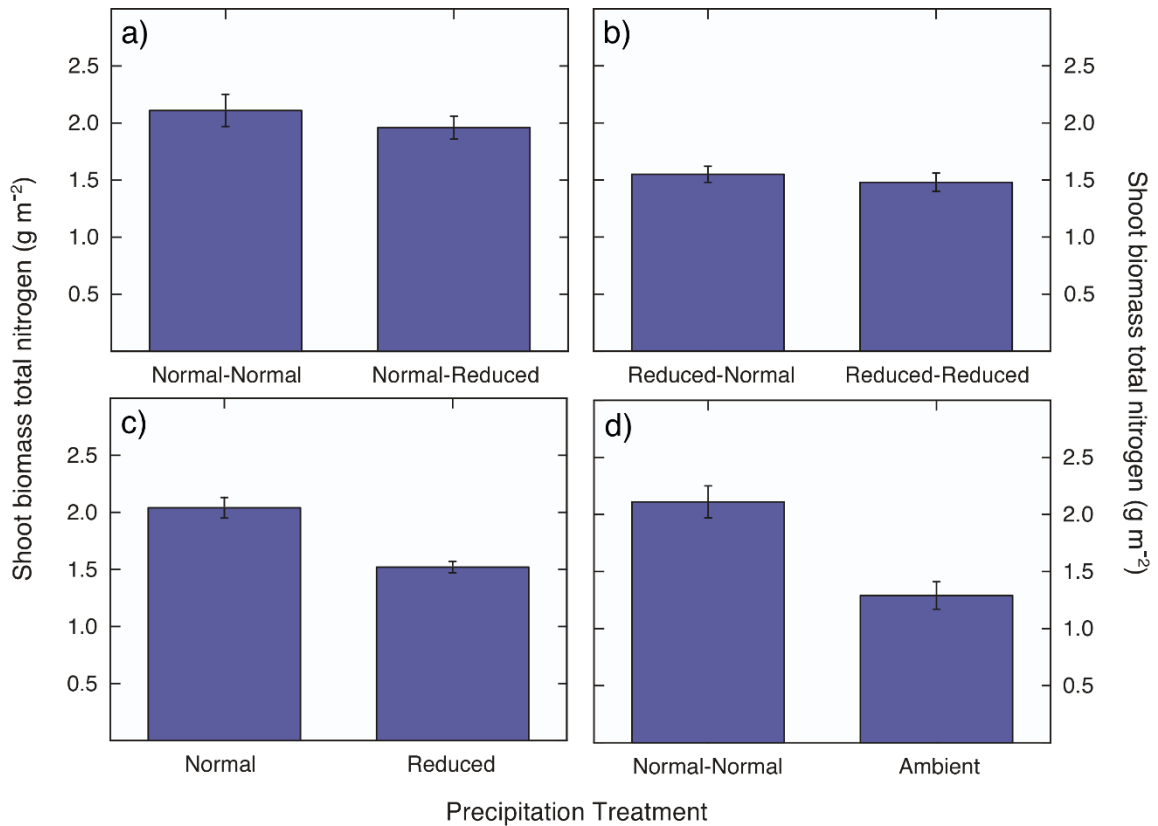 a)
b)
2.5
2.0
1.5
1.0
0.5
2.5
2.0
1.5
1.0
0.5
Normal-Normal
Normal-Reduced
Reduced-Normal
Reduced-Reduced
Shoot biomass total nitrogen (g m⁻²)
Shoot biomass total nitrogen (g m⁻²)
c)
d)
2.5
2.0
1.5
1.0
0.5
2.5
2.0
1.5
1.0
0.5
Normal
Reduced
Normal-Normal
Ambient
Precipitation Treatment